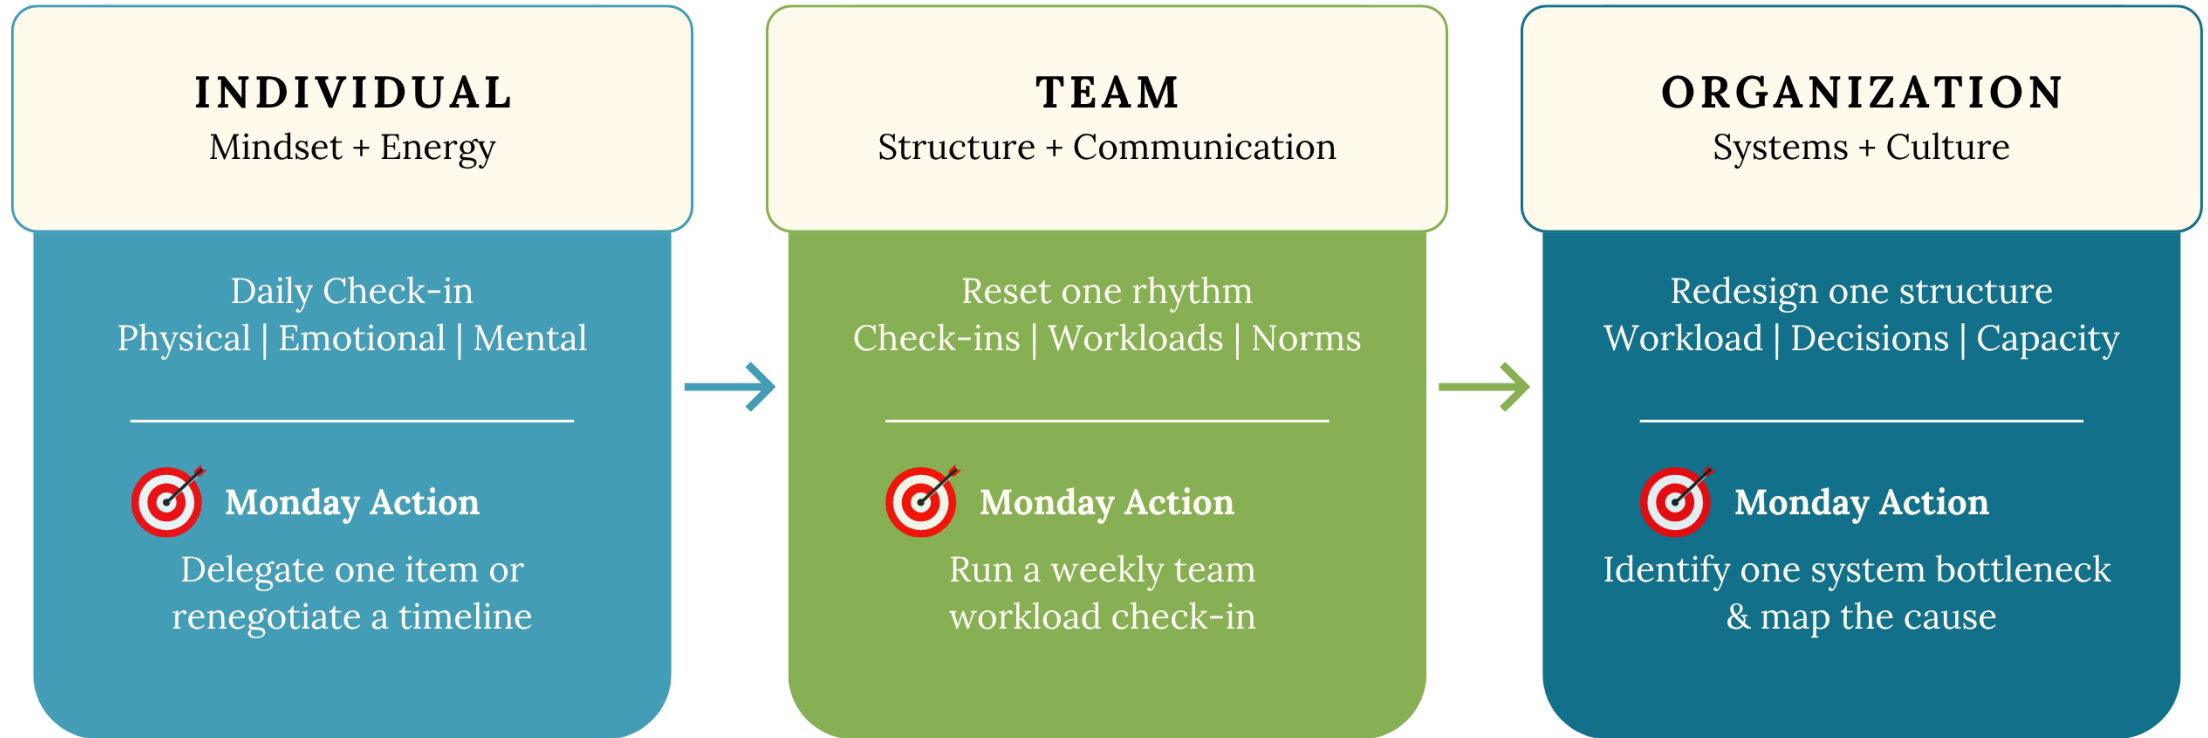 INDIVIDUAL
Mindset + Energy
Daily Check-in
Physical | Emotional | Mental
Monday Action
Delegate one item or
renegotiate a timeline
TEAM
Structure + Communication
Reset one rhythm
Check-ins | Workloads | Norms
Monday Action
Run a weekly team
workload check-in
ORGANIZATION
Systems + Culture
Redesign one structure
Workload | Decisions | Capacity
Monday Action
Identify one system bottleneck
& map the cause